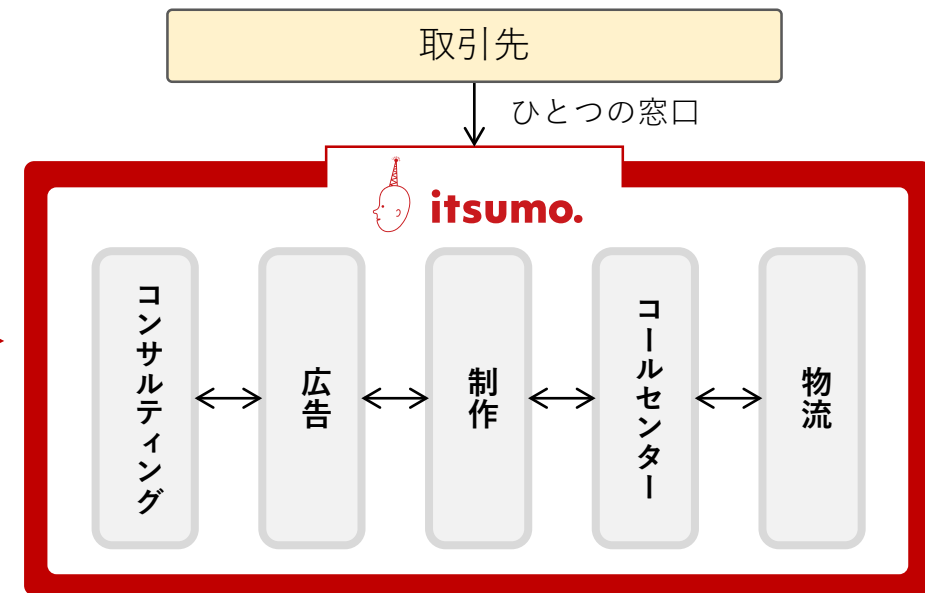 取引先
ひとつの窓口
itsumo.
コンサルティング
広告
制作
コールセンター
物流